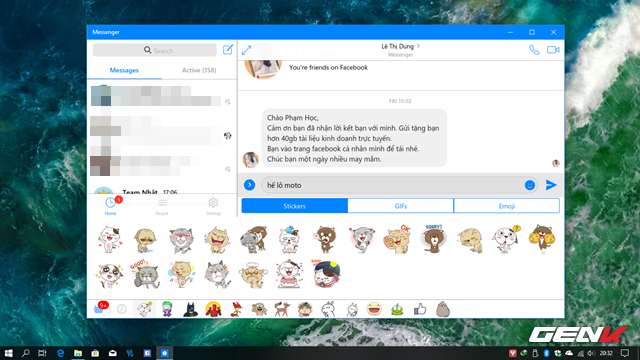 Messenger
Search
Messages
Active (158)
Team Nhật 17:06
8
Home
People
Settings
Lê Thị Dung
Messenger
You're friends on Facebook
FRI 15:02
Chào Phạm Học,
Cảm ơn bạn đã nhận lời kết bạn với mình. Gửi tặng bạn
hơn 40gb tài liệu kinh doanh trực tuyến.
Bạn vào trang facebook cá nhân mình để tải nhé.
Chúc bạn một ngày nhiều may mắn.
hế lô moto
Stickers
GIFs
Emoji
OK
SORRY!
GOOD!
9+
20:32
GENK